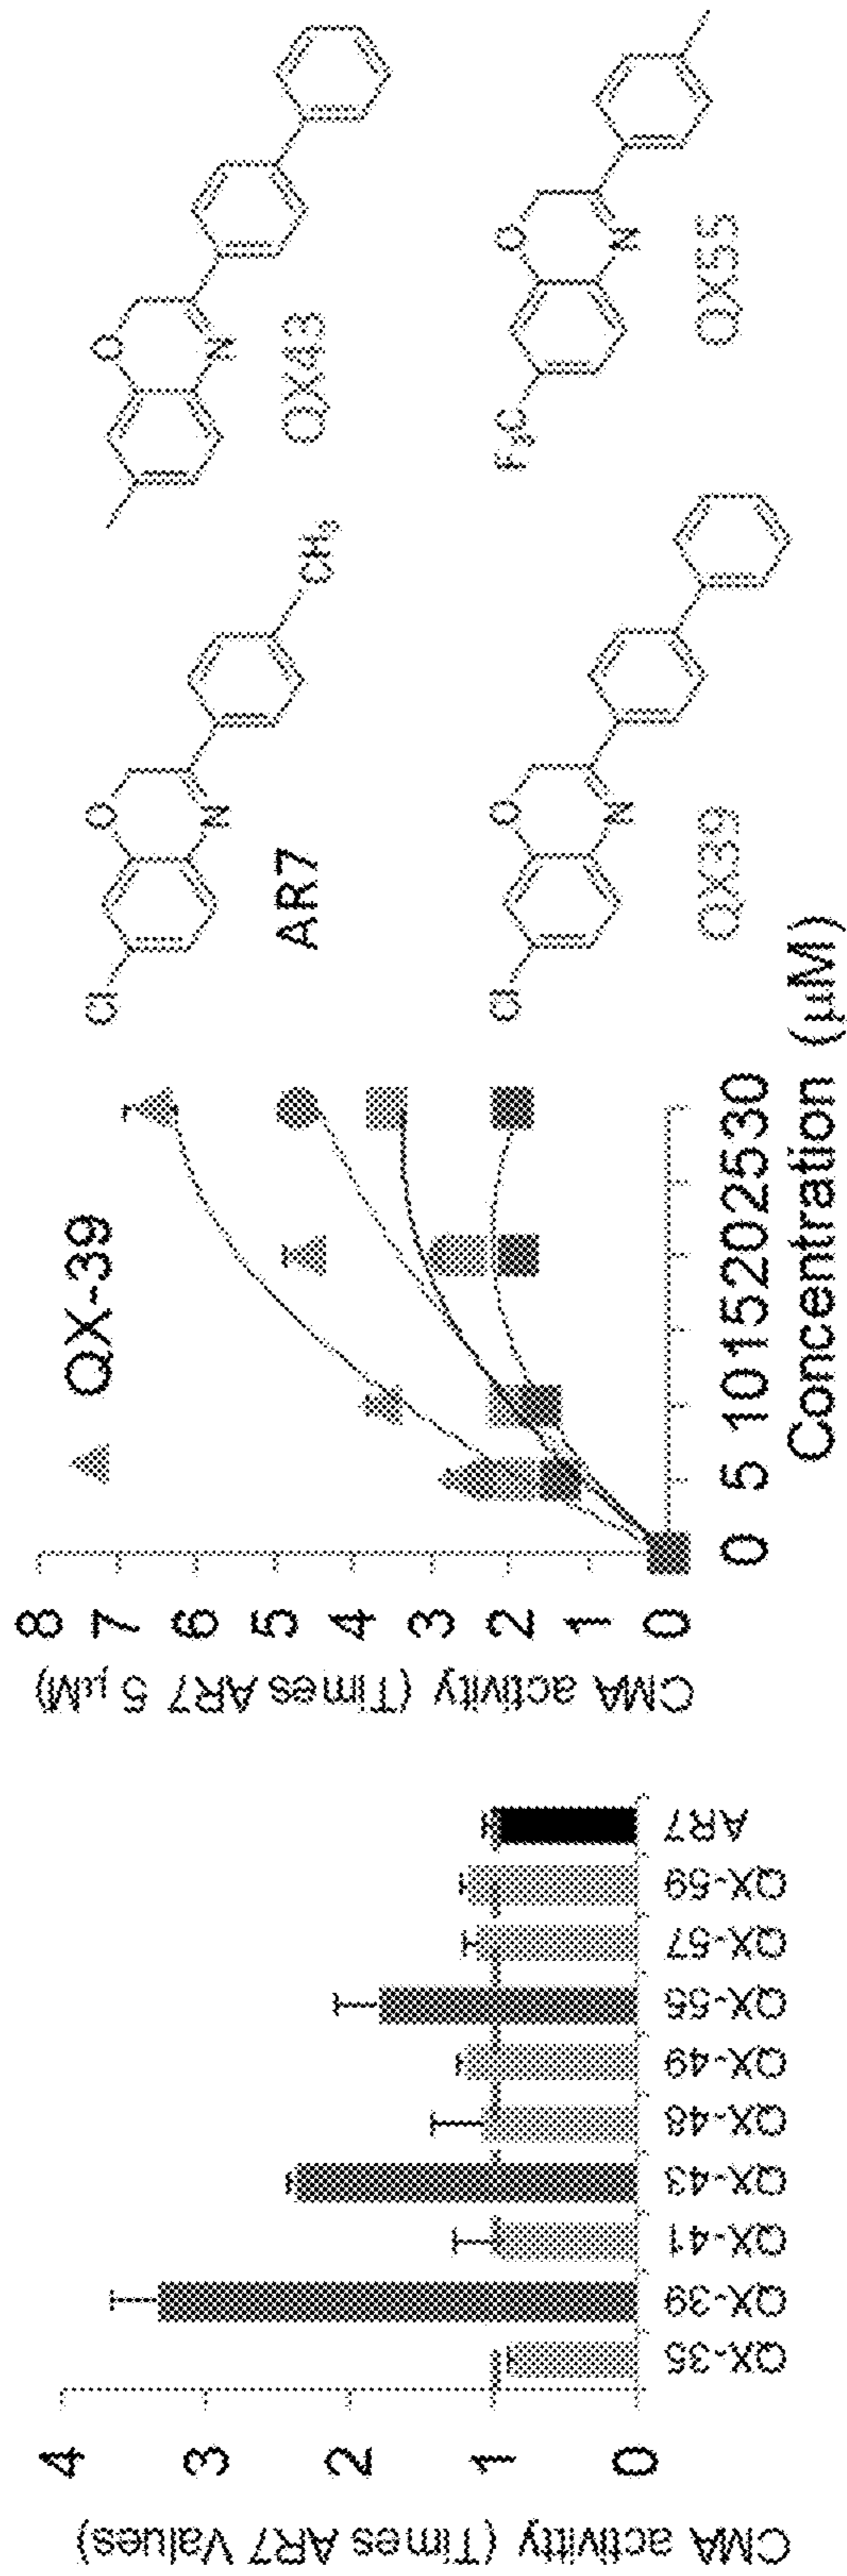 CMA activity (Times AR7 Values)
4
3
2
1
0
QX-35
QX-39
QX-41
QX-43
QX-48
QX-49
QX-55
QX-57
QX-59
AR7
CMA activity (Times AR7 5 μM)
8
7
6
5
4
3
2
1
0
QX-39
0 5 1015202530
Concentration (μM)
Cl
O
N
CH3
AR7
O
N
QX43
Cl
O
N
QX39
F3C
O
N
QX55